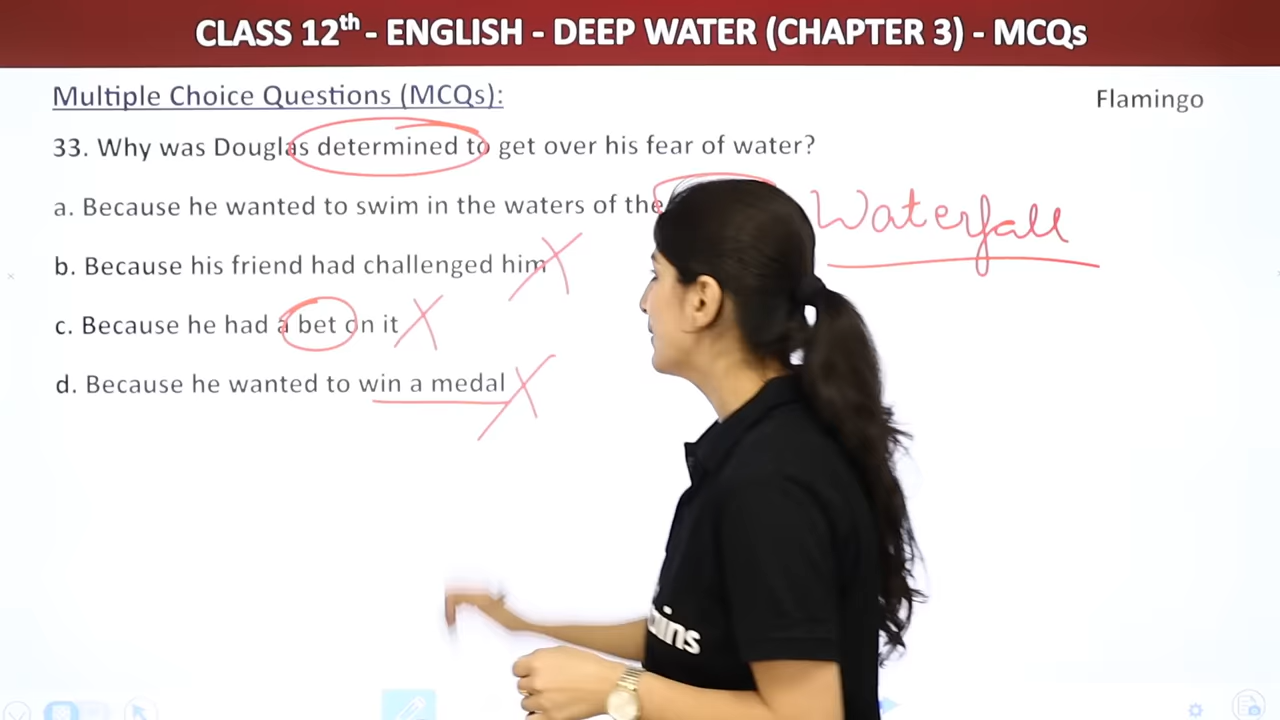 CLASS 12th - ENGLISH - DEEP WATER (CHAPTER 3) - MCQs
Multiple Choice Questions (MCQs):
Flamingo
33. Why was Douglas determined to get over his fear of water?
a. Because he wanted to swim in the waters of the
Waterfall
b. Because his friend had challenged him
c. Because he had a bet on it
d. Because he wanted to win a medal